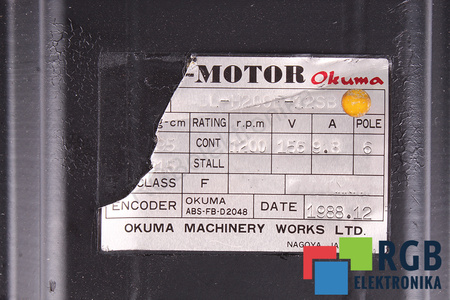 -MOTOR Okuma
g-cm RATING r.p.m V A POLE
CONT 1200 155 9.8 6
STALL
CLASS F
ENCODER OKUMA ABS-FB-D2048 DATE 1988.12
OKUMA MACHINERY WORKS LTD.
NAGOYA
RGB
ELEKTRONIKA